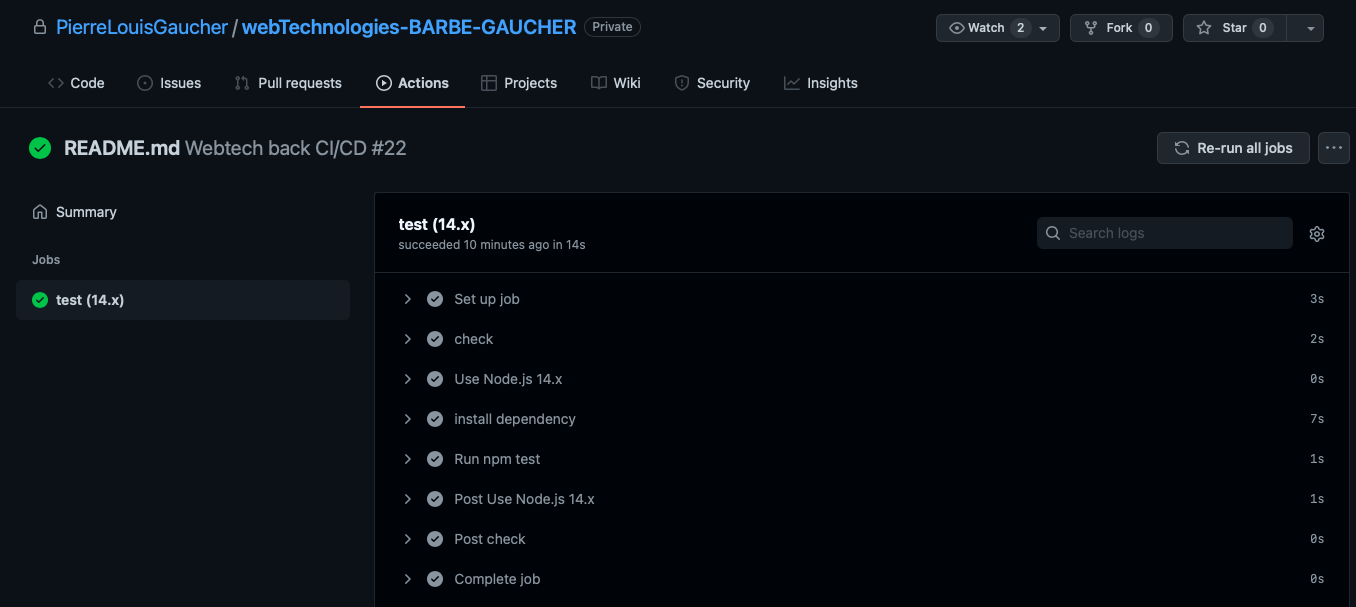 PierreLouisGaucher / webTechnologies-BARBE-GAUCHER Private Watch 2 Fork 0 Star 0
Code Issues Pull requests Actions Projects Wiki Security Insights
README.md Webtech back CI/CD #22 Re-run all jobs ...
Summary
Jobs
test (14.x)
test (14.x)
succeeded 10 minutes ago in 14s
Search logs
Set up job 3s
check 2s
Use Node.js 14.x 0s
install dependency 7s
Run npm test 1s
Post Use Node.js 14.x 1s
Post check 0s
Complete job 0s